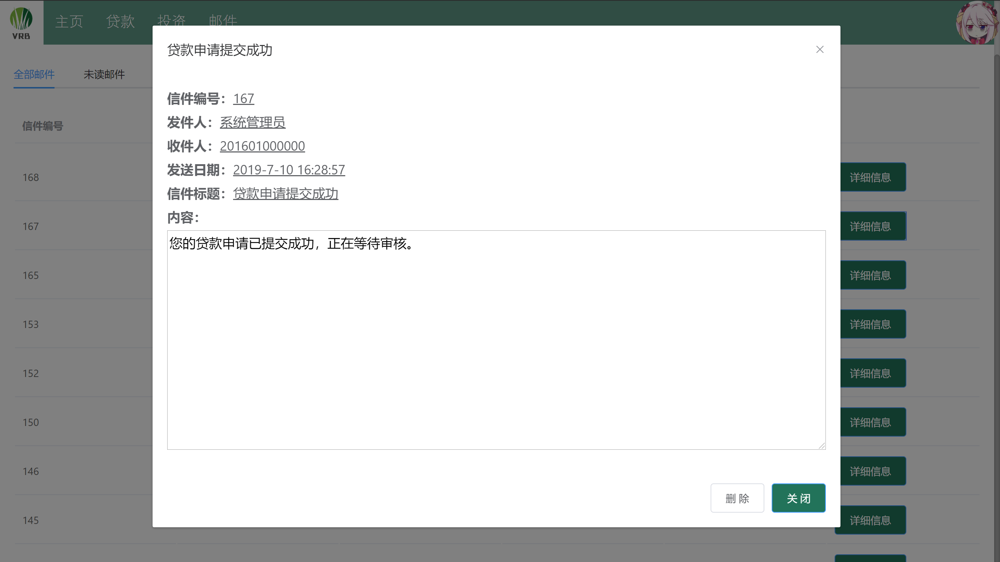 VRB
主页 贷款 投资 邮件
全部邮件 未读邮件
信件编号
168 详细信息
167 详细信息
165 详细信息
153 详细信息
152 详细信息
150 详细信息
146 详细信息
145 详细信息
贷款申请提交成功
信件编号：167
发件人：系统管理员
收件人：201601000000
发送日期：2019-7-10 16:28:57
信件标题：贷款申请提交成功
内容：
您的贷款申请已提交成功，正在等待审核。
删 除 关 闭